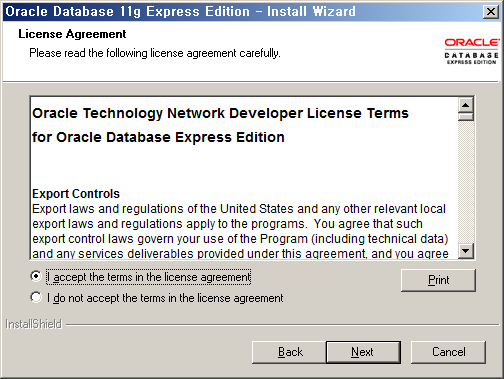 Oracle Database 11g Express Edition - Install Wizard
License Agreement
Please read the following license agreement carefully.
ORACLE
DATABASE
EXPRESS EDITION
Oracle Technology Network Developer License Terms
for Oracle Database Express Edition
Export Controls
Export laws and regulations of the United States and any other relevant local
export laws and regulations apply to the programs.  You agree that such
export control laws govern your use of the Program (including technical data)
and any services deliverables provided under this agreement, and you agree
I accept the terms in the license agreement
Print
I do not accept the terms in the license agreement
InstallShield
Back
Next
Cancel